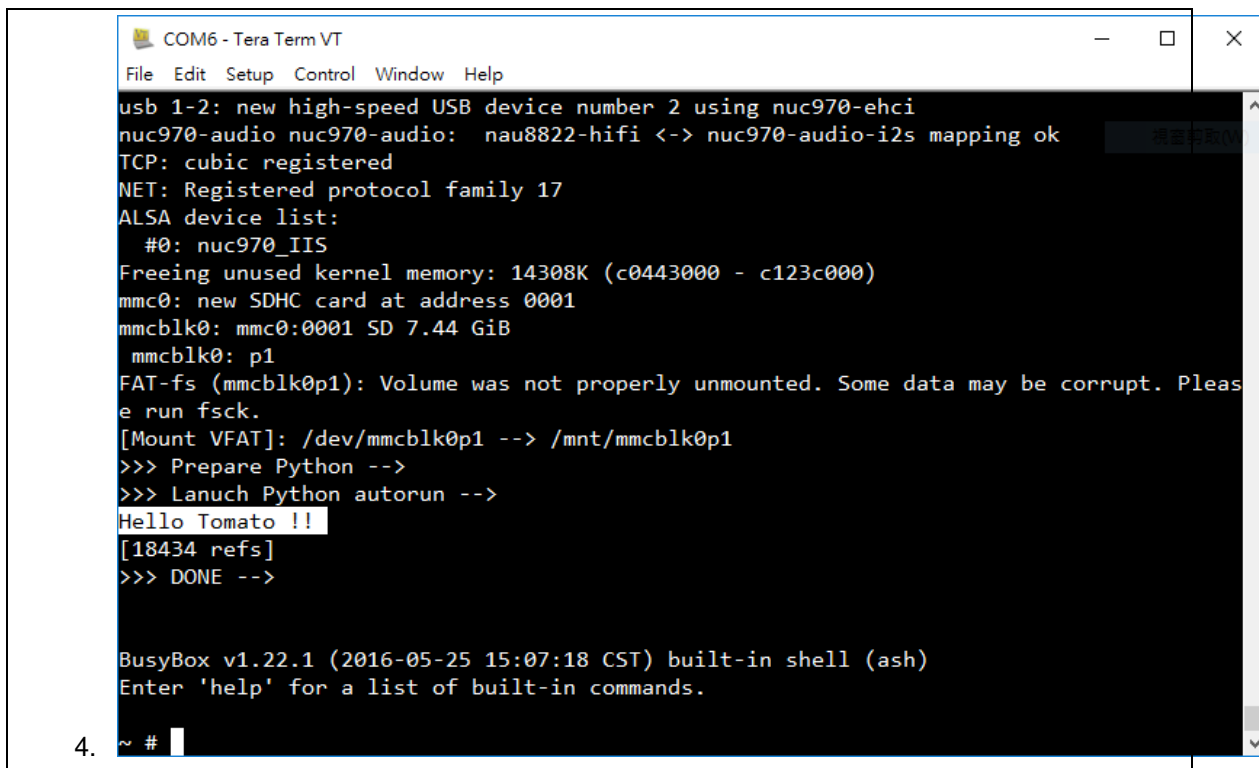 COM6 - Tera Term VT
File Edit Setup Control Window Help
usb 1-2: new high-speed USB device number 2 using nuc970-ehci
nuc970-audio nuc970-audio:  nau8822-hifi <-> nuc970-audio-i2s mapping ok
視窗剪取(W)
TCP: cubic registered
NET: Registered protocol family 17
ALSA device list:
  #0: nuc970_IIS
Freeing unused kernel memory: 14308K (c0443000 - c123c000)
mmc0: new SDHC card at address 0001
mmcblk0: mmc0:0001 SD 7.44 GiB
 mmcblk0: p1
FAT-fs (mmcblk0p1): Volume was not properly unmounted. Some data may be corrupt. Pleas
e run fsck.
[Mount VFAT]: /dev/mmcblk0p1 --> /mnt/mmcblk0p1
>>> Prepare Python -->
>>> Lanuch Python autorun -->
Hello Tomato !!
[18434 refs]
>>> DONE -->
BusyBox v1.22.1 (2016-05-25 15:07:18 CST) built-in shell (ash)
Enter 'help' for a list of built-in commands.
4. ~ #